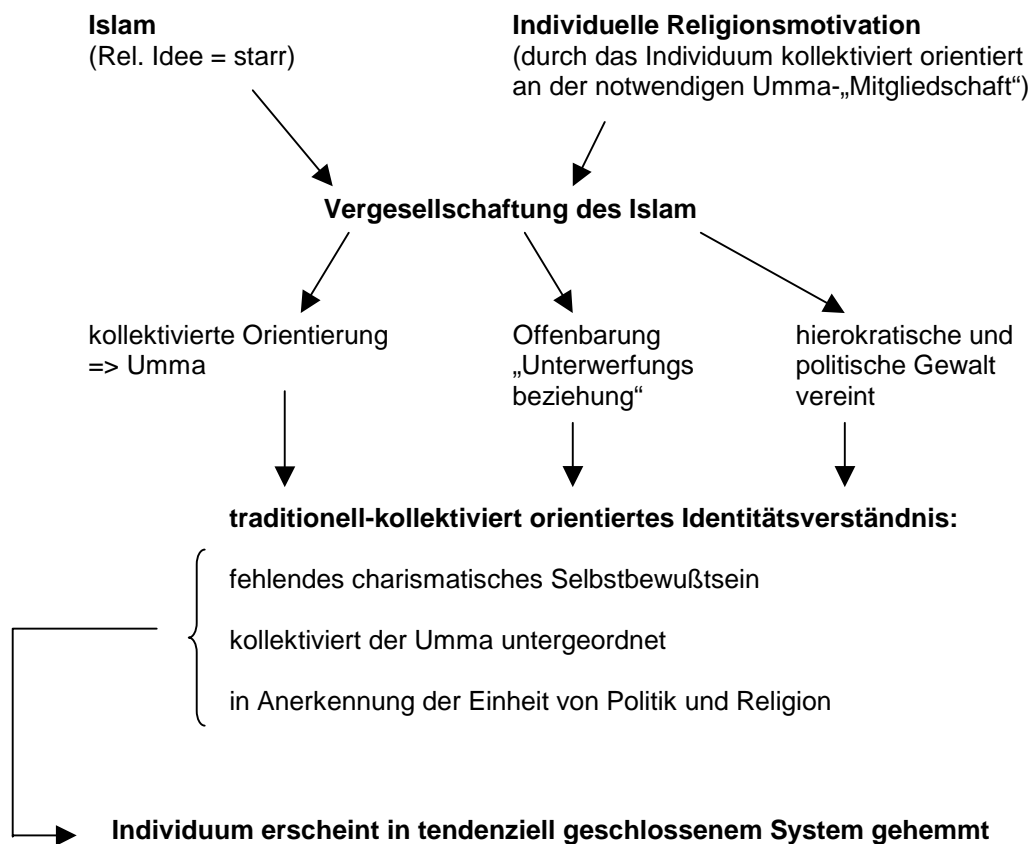 Islam
(Rel. Idee = starr)
Individuelle Religionsmotivation
(durch das Individuum kollektiviert orientiert
an der notwendigen Umma-„Mitgliedschaft“)
Vergesellschaftung des Islam
kollektivierte Orientierung
=> Umma
Offenbarung
„Unterwerfungs
beziehung“
hierokratische und
politische Gewalt
vereint
traditionell-kollektiviert orientiertes Identitätsverständnis:
fehlendes charismatisches Selbstbewußtsein
kollektiviert der Umma untergeordnet
in Anerkennung der Einheit von Politik und Religion
Individuum erscheint in tendenziell geschlossenem System gehemmt